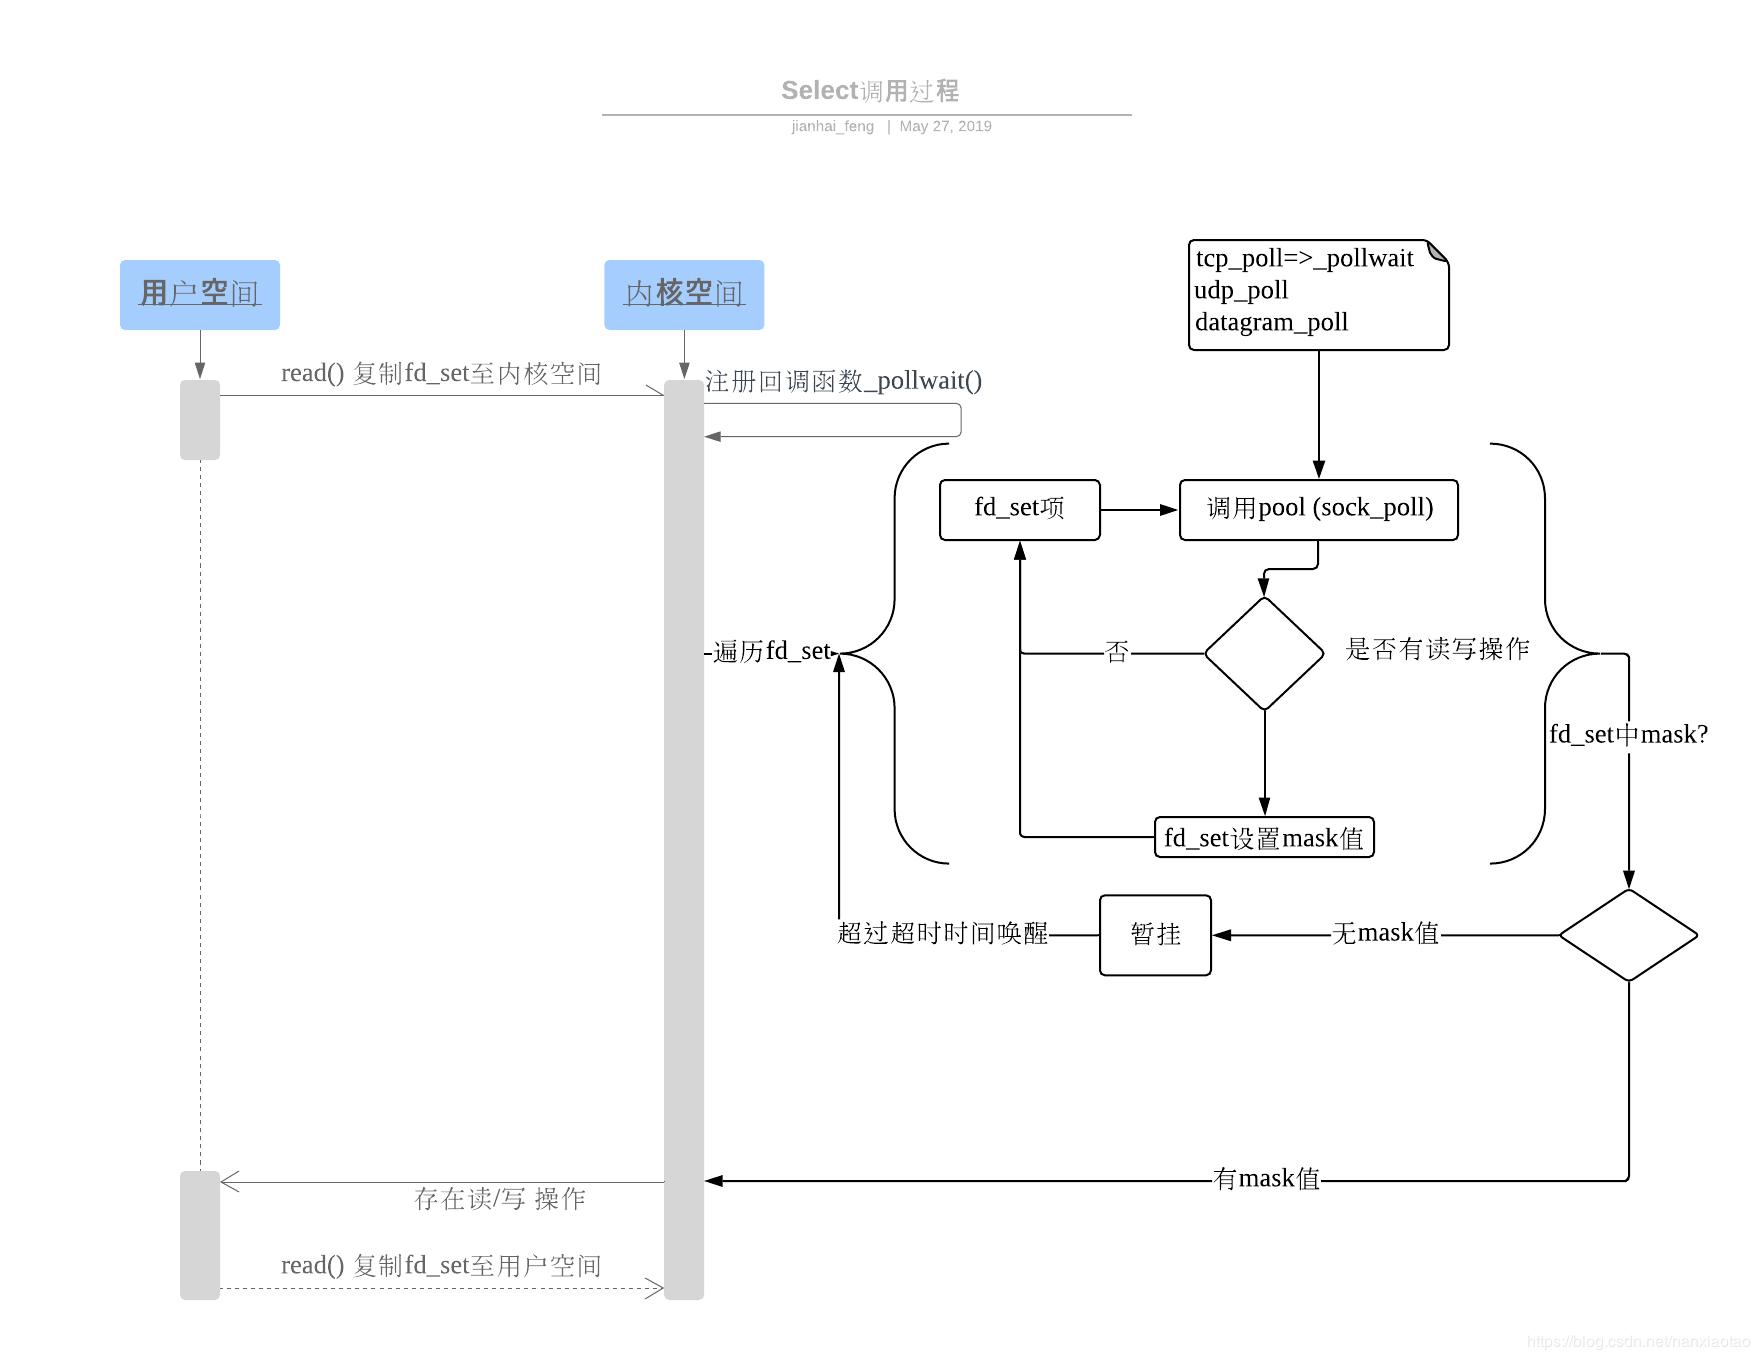 Select调用过程
jianhai_feng | May 27, 2019
tcp_poll=>_pollwait
udp_poll
datagram_poll
用户空间
内核空间
read() 复制fd_set至内核空间
注册回调函数_pollwait()
fd_set项
调用pool (sock_poll)
遍历fd_set
否
是否有读写操作
fd_set中mask?
fd_set设置mask值
超过超时时间唤醒
暂挂
无mask值
有mask值
存在读/写 操作
read() 复制fd_set至用户空间
https://blog.csdn.net/nanxiaotao